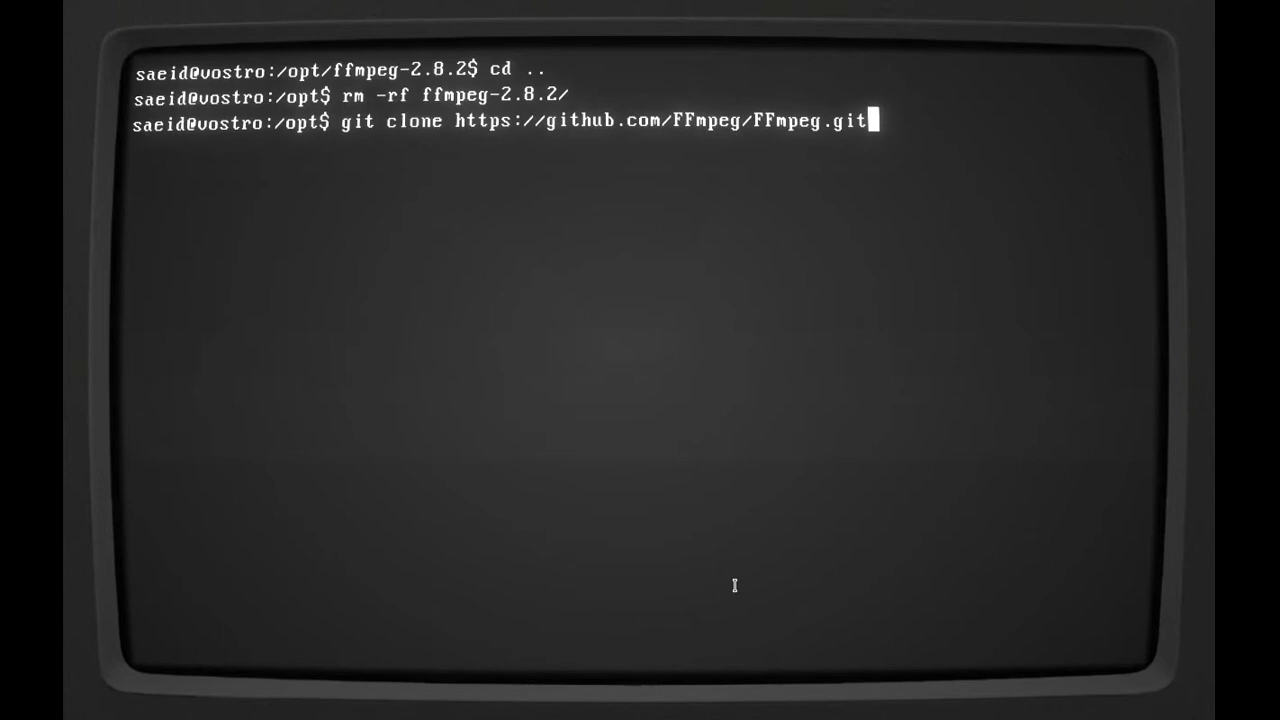 saeid@vostro:/opt/ffmpeg-2.8.2$ cd ..
saeid@vostro:/opt$ rm -rf ffmpeg-2.8.2/
saeid@vostro:/opt$ git clone https://github.com/FFmpeg/FFmpeg.git